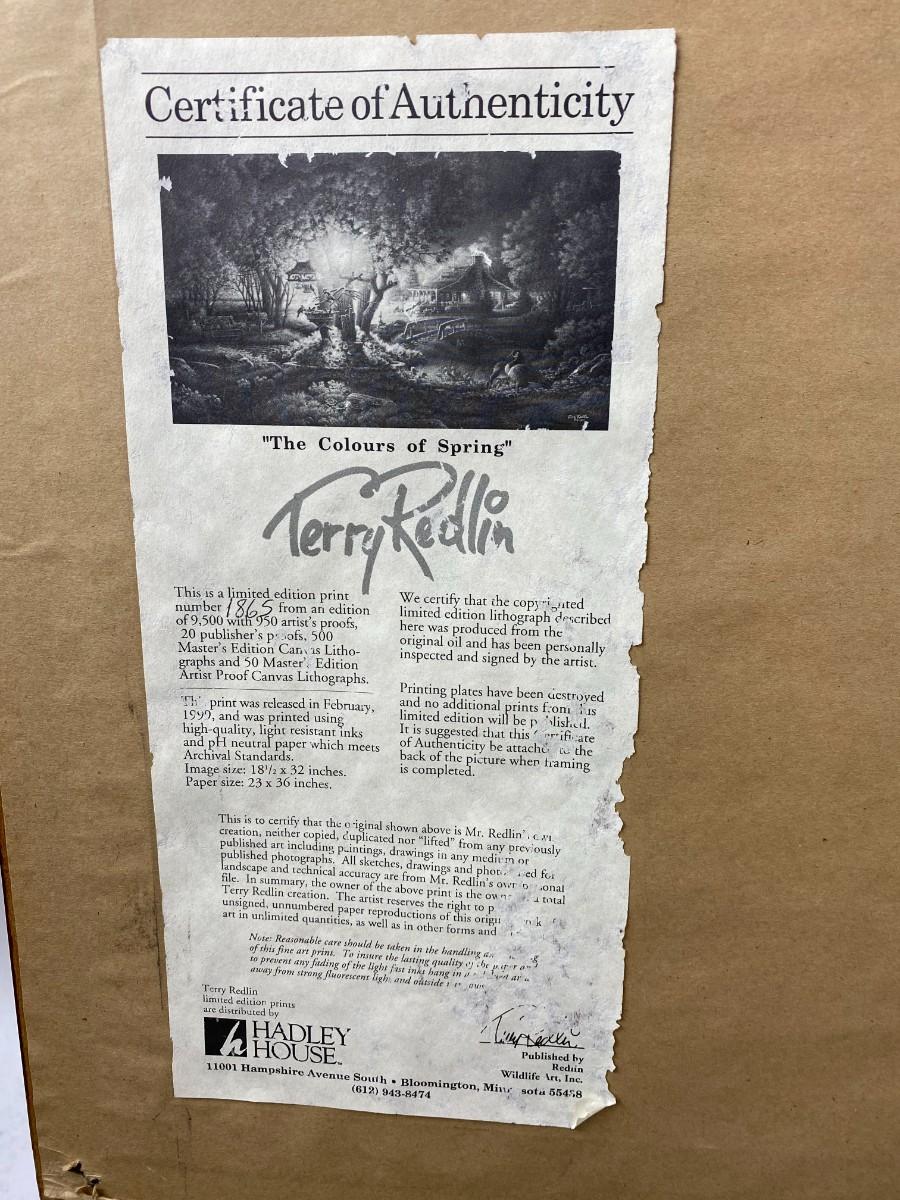 Certificate of Authenticity
"The Colours of Spring"
Terry Redlin
This is a limited edition print
number 1865 from an edition
of 9,500 with 950 artist's proofs,
20 publisher's proofs, 500
Master's Edition Canvas Litho-
graphs and 50 Master's Edition
Artist Proof Canvas Lithographs.
This print was released in February,
1999, and was printed using
high-quality, light resistant inks
and pH neutral paper which meets
Archival Standards.
Image size: 18 1/2 x 32 inches.
Paper size: 23 x 36 inches.
We certify that the copyrighted
limited edition lithograph described
here was produced from the
original oil and has been personally
inspected and signed by the artist.
Printing plates have been destroyed
and no additional prints from this
limited edition will be published.
It is suggested that this Certificate
of Authenticity be attached to the
back of the picture when framing
is completed.
This is to certify that the original shown above is Mr. Redlin's own
creation, neither copied, duplicated nor "lifted" from any previously
published art including paintings, drawings in any medium or
published photographs. All sketches, drawings and photos used for
landscape and technical accuracy are from Mr. Redlin's own personal
file. In summary, the owner of the above print is the owner of a total
Terry Redlin creation. The artist reserves the right to
unsigned, unnumbered paper reproductions of this original
art in unlimited quantities, as well as in other forms and
Note: Reasonable care should be taken in the handling
of this fine art print. To insure the lasting quality of the paper and
to prevent any fading of the light fast inks hang in a area
away from strong fluorescent light and outside
Terry Redlin
limited edition prints
are distributed by
HADLEY
HOUSE™
Terry Redlin
Published by
Redlin
Wildlife Art, Inc.
11001 Hampshire Avenue South • Bloomington, Minnesota 55438
(612) 943-8474